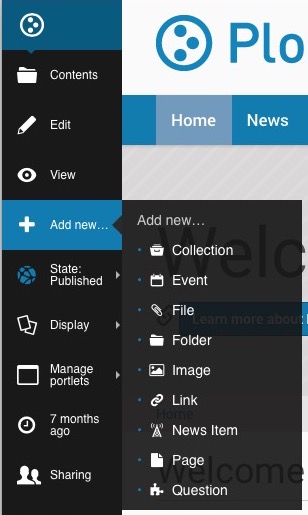 Plo
Home
News
Contents
Edit
View
Add new...
State:
Published
Display
Manage
portlets
7 months
ago
Sharing
Add new...
Collection
Event
File
Folder
Image
Link
News Item
Page
Question
Welc
Learn more about
Home
Welcome